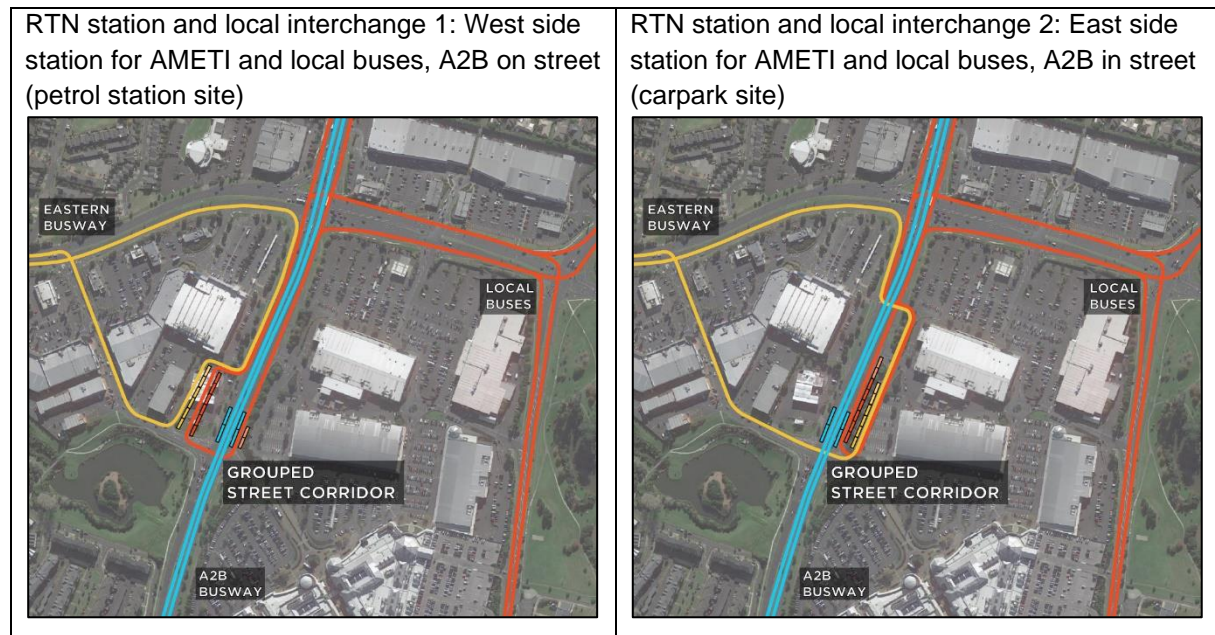 RTN station and local interchange 1: West side
station for AMETI and local buses, A2B on street
(petrol station site)
EASTERN
BUSWAY
LOCAL
BUSES
GROUPED
STREET CORRIDOR
A2B
BUSWAY
RTN station and local interchange 2: East side
station for AMETI and local buses, A2B in street
(carpark site)
EASTERN
BUSWAY
LOCAL
BUSES
GROUPED
STREET CORRIDOR
A2B
BUSWAY